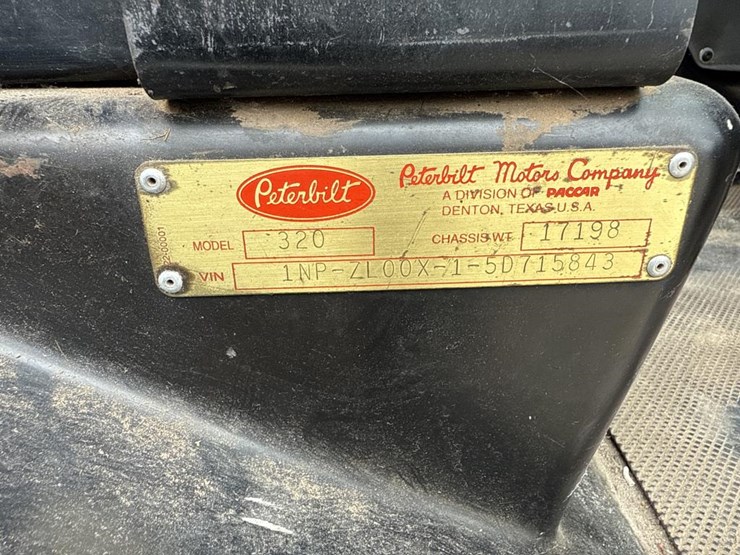 Peterbilt
Peterbilt Motors Company
A DIVISION OF PACCAR
DENTON, TEXAS U.S.A.
MODEL 320 CHASSIS WT. 17198
VIN 1NP-ZL00X-1-5D715843